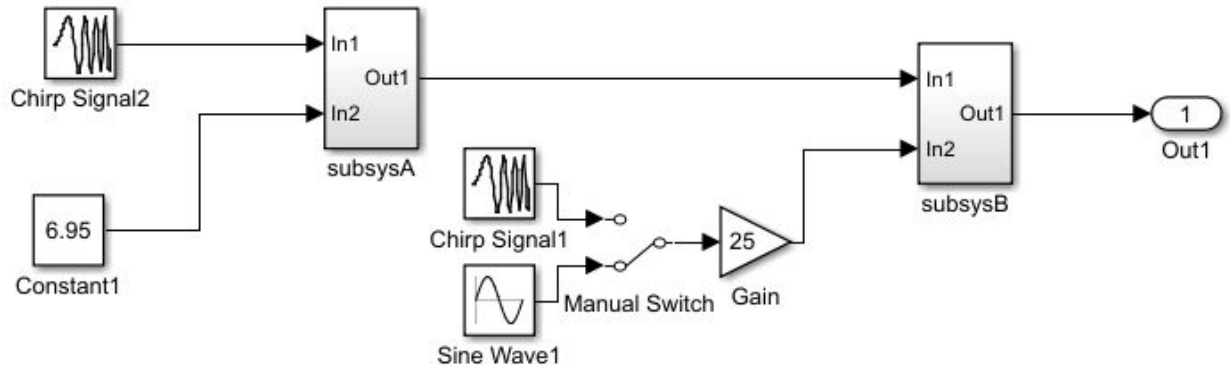 Chirp Signal2
6.95
Constant1
In1
In2
Out1
subsysA
Chirp Signal1
Sine Wave1
Manual Switch
25
Gain
In1
In2
Out1
subsysB
1
Out1